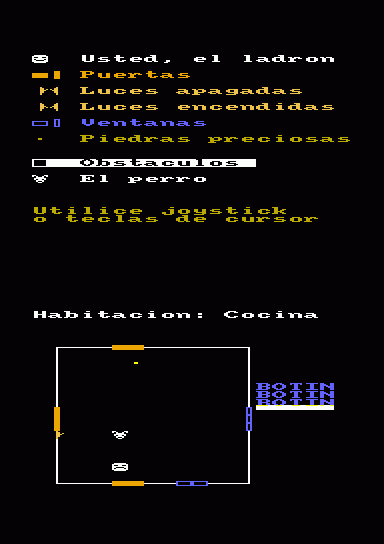 Usted, el ladron
Puertas
Luces apagadas
Luces encendidas
Ventanas
Piedras preciosas
Obstaculos
El perro
Utilice joystick
o teclas de cursor
Habitacion: Cocina
BOTIN
BOTIN
BOTIN